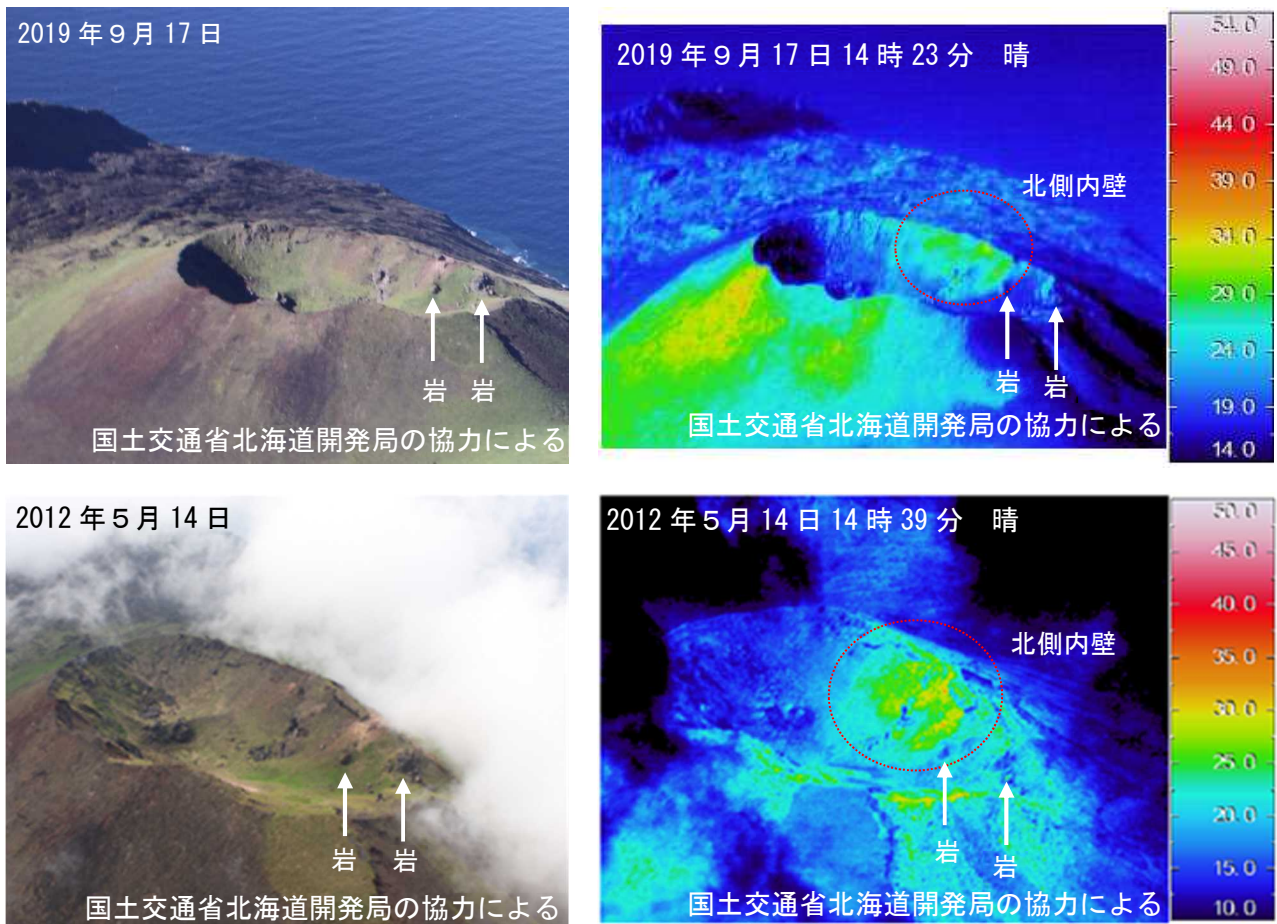 2019年９月17日
岩 岩
国土交通省北海道開発局の協力による
2019年９月17日14時23分 晴
北側内壁
岩 岩
国土交通省北海道開発局の協力による
54.0
49.0
44.0
39.0
34.0
29.0
24.0
19.0
14.0
2012年５月14日
岩 岩
国土交通省北海道開発局の協力による
2012年５月14日14時39分 晴
北側内壁
岩 岩
国土交通省北海道開発局の協力による
50.0
45.0
40.0
35.0
30.0
25.0
20.0
15.0
10.0